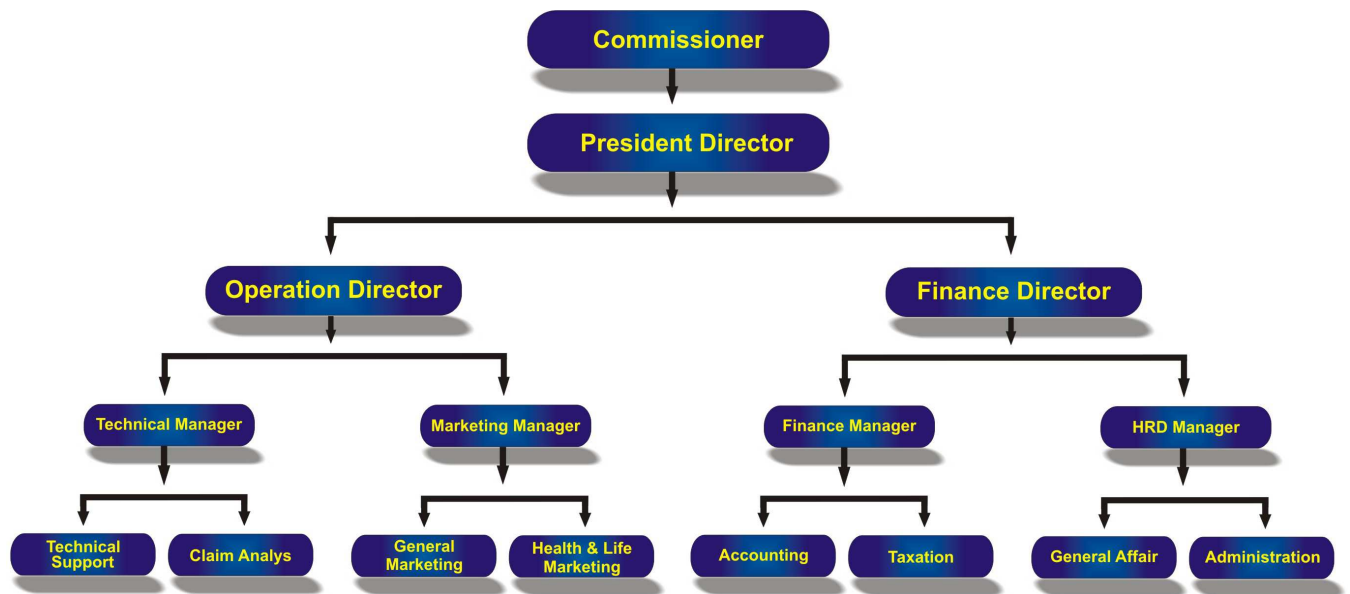 Commissioner
President Director
Operation Director
Finance Director
Technical Manager
Marketing Manager
Finance Manager
HRD Manager
Technical
Support
Claim Analys
General
Marketing
Health & Life
Marketing
Accounting
Taxation
General Affair
Administration